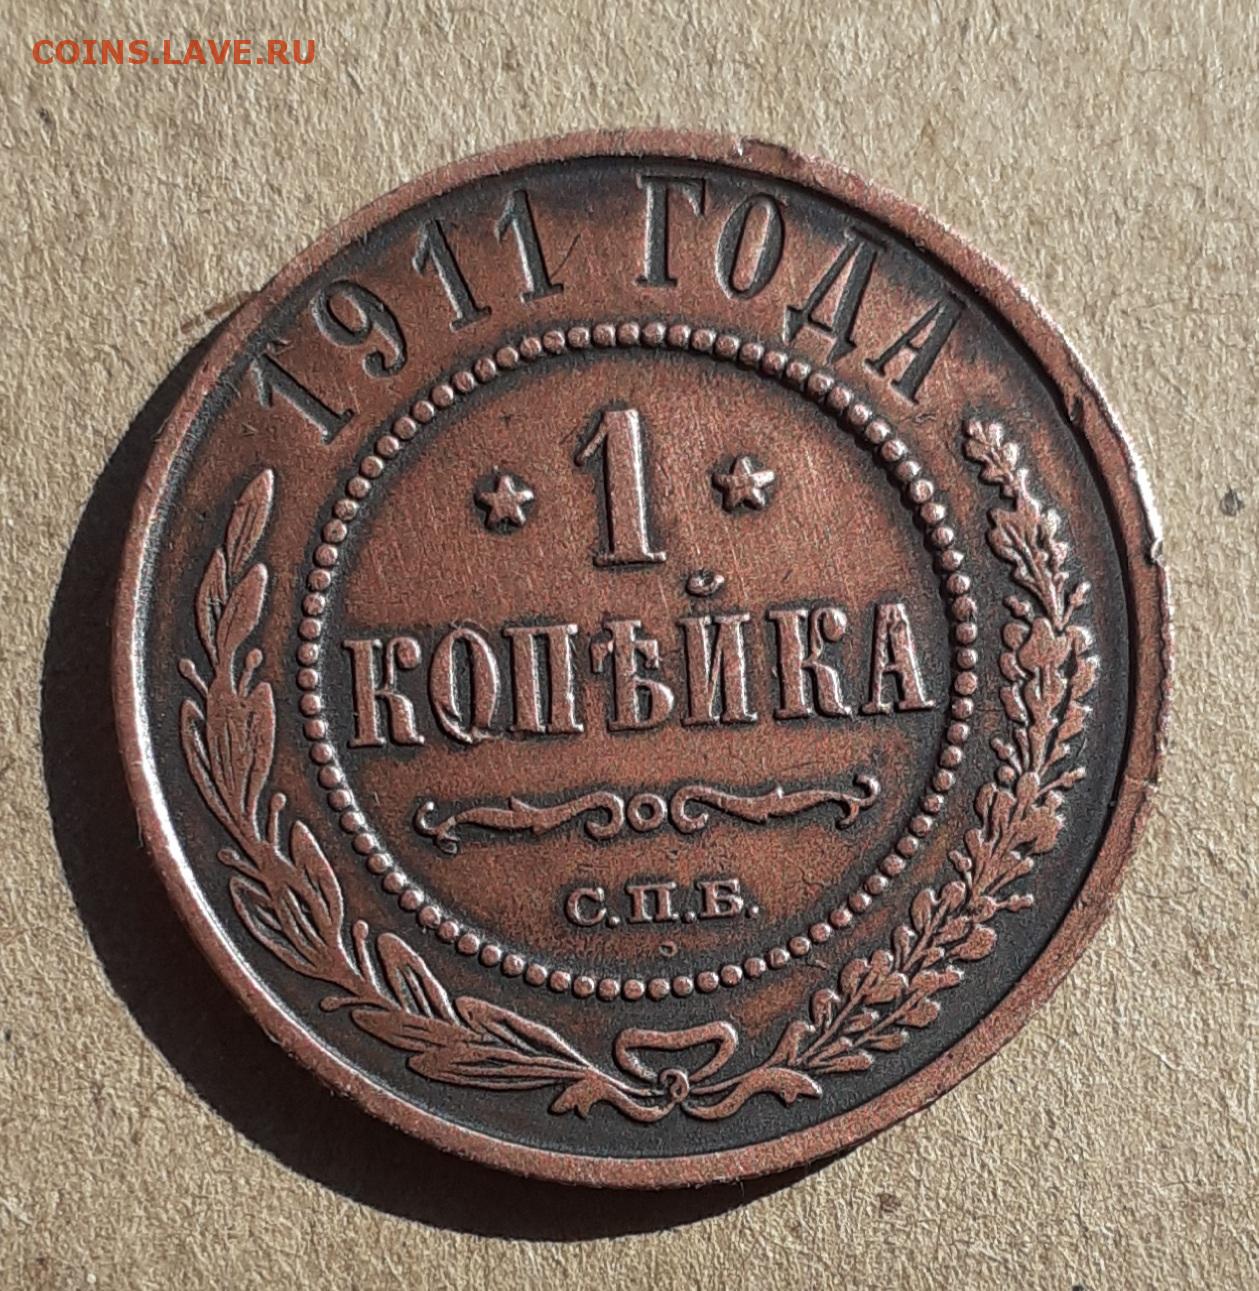 COINS.LAVE.RU
1911 ГОДА
1
КОПѢЙКА
С.П.Б.